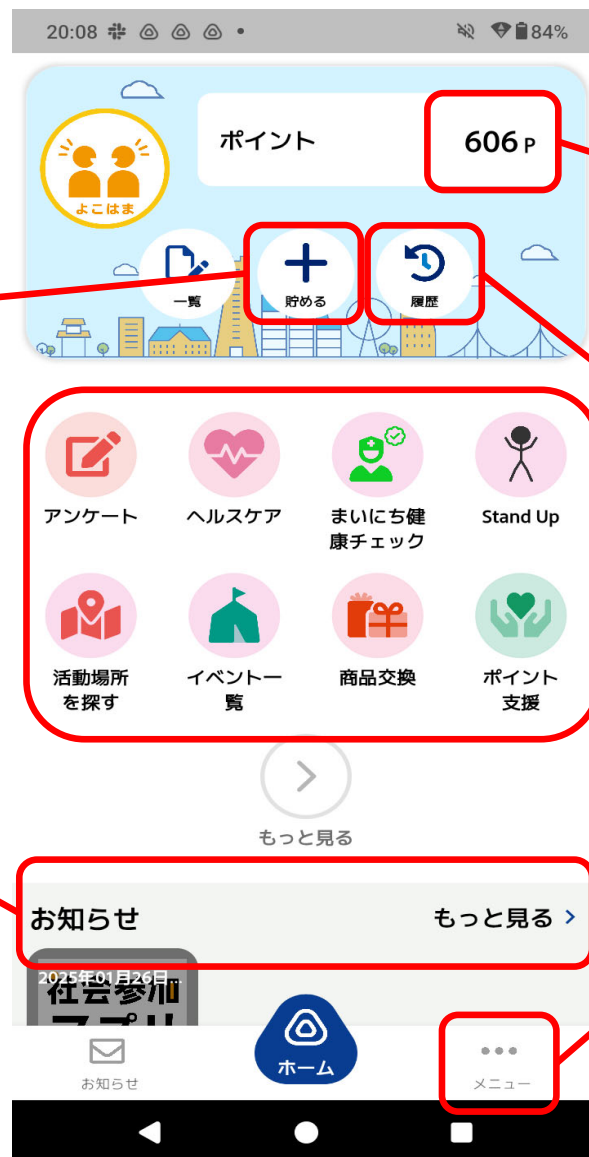 20:08
84%
ポイント
606 P
よこはま
一覧
貯める
履歴
アンケート
ヘルスケア
まいにち健
康チェック
Stand Up
活動場所
を探す
イベント一
覧
商品交換
ポイント
支援
もっと見る
お知らせ
もっと見る
2025年01月26日...
社会参加
アプリ
お知らせ
ホーム
メニュー